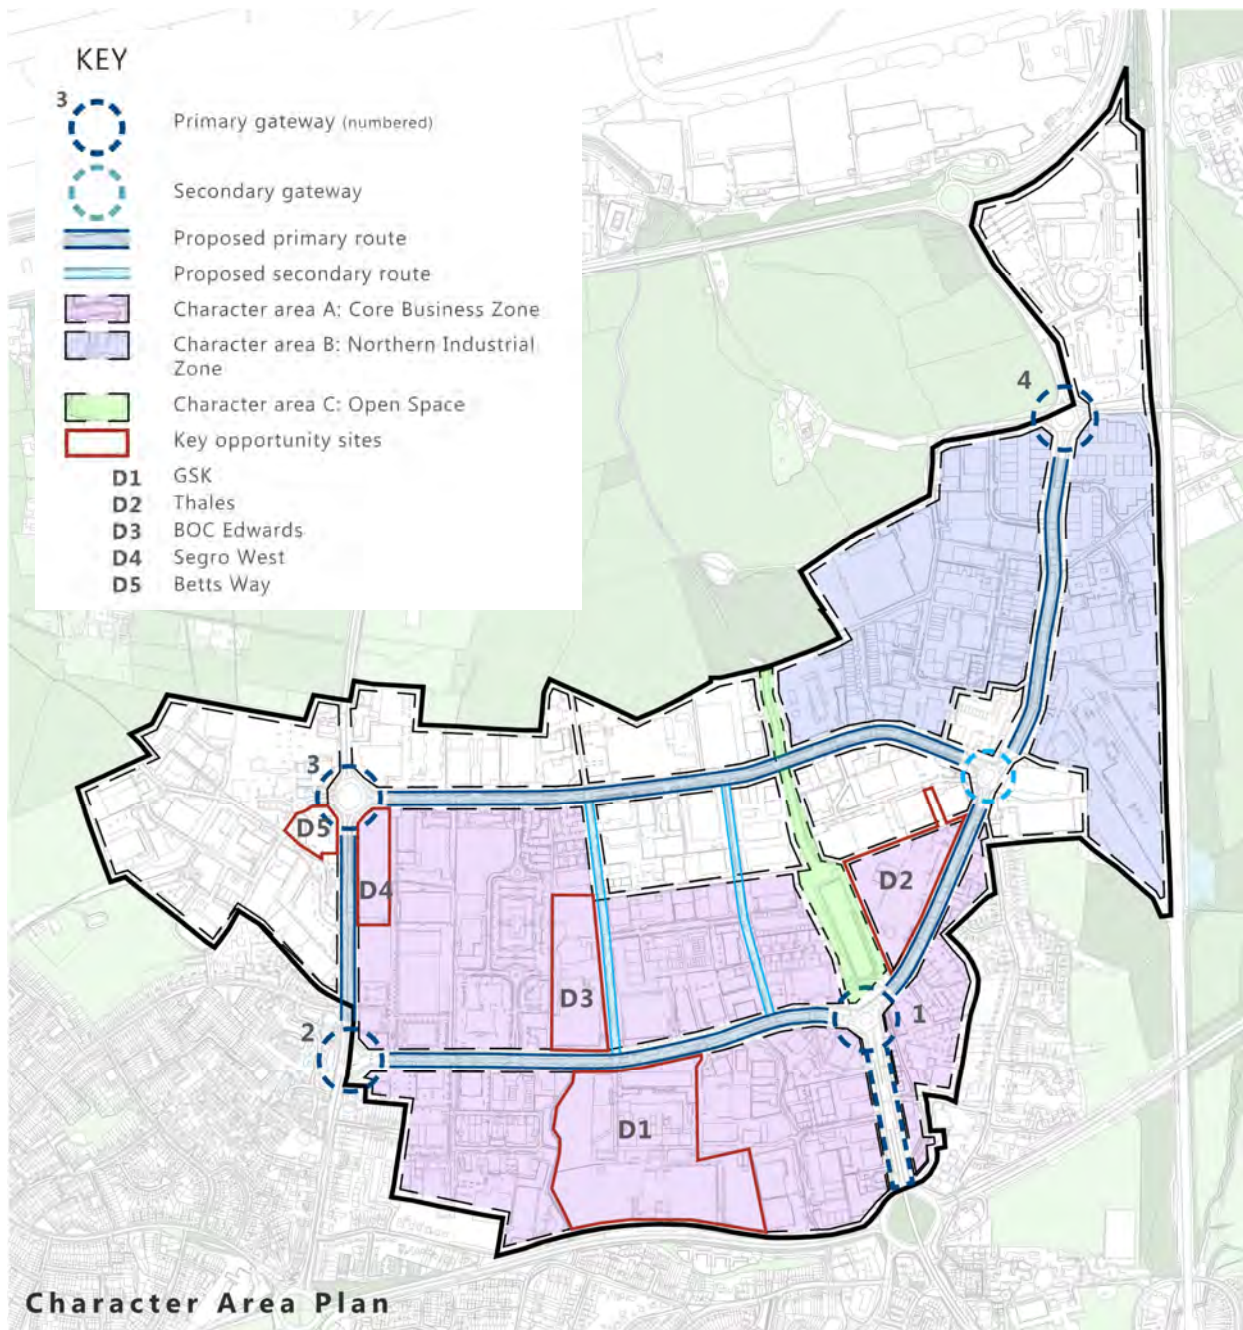 KEY
3
Primary gateway (numbered)
Secondary gateway
Proposed primary route
Proposed secondary route
Character area A: Core Business Zone
Character area B: Northern Industrial
Zone
Character area C: Open Space
Key opportunity sites
D1 GSK
D2 Thales
D3 BOC Edwards
D4 Segro West
D5 Betts Way
4
3
D5
D4
D2
D3
1
2
D1
Character Area Plan